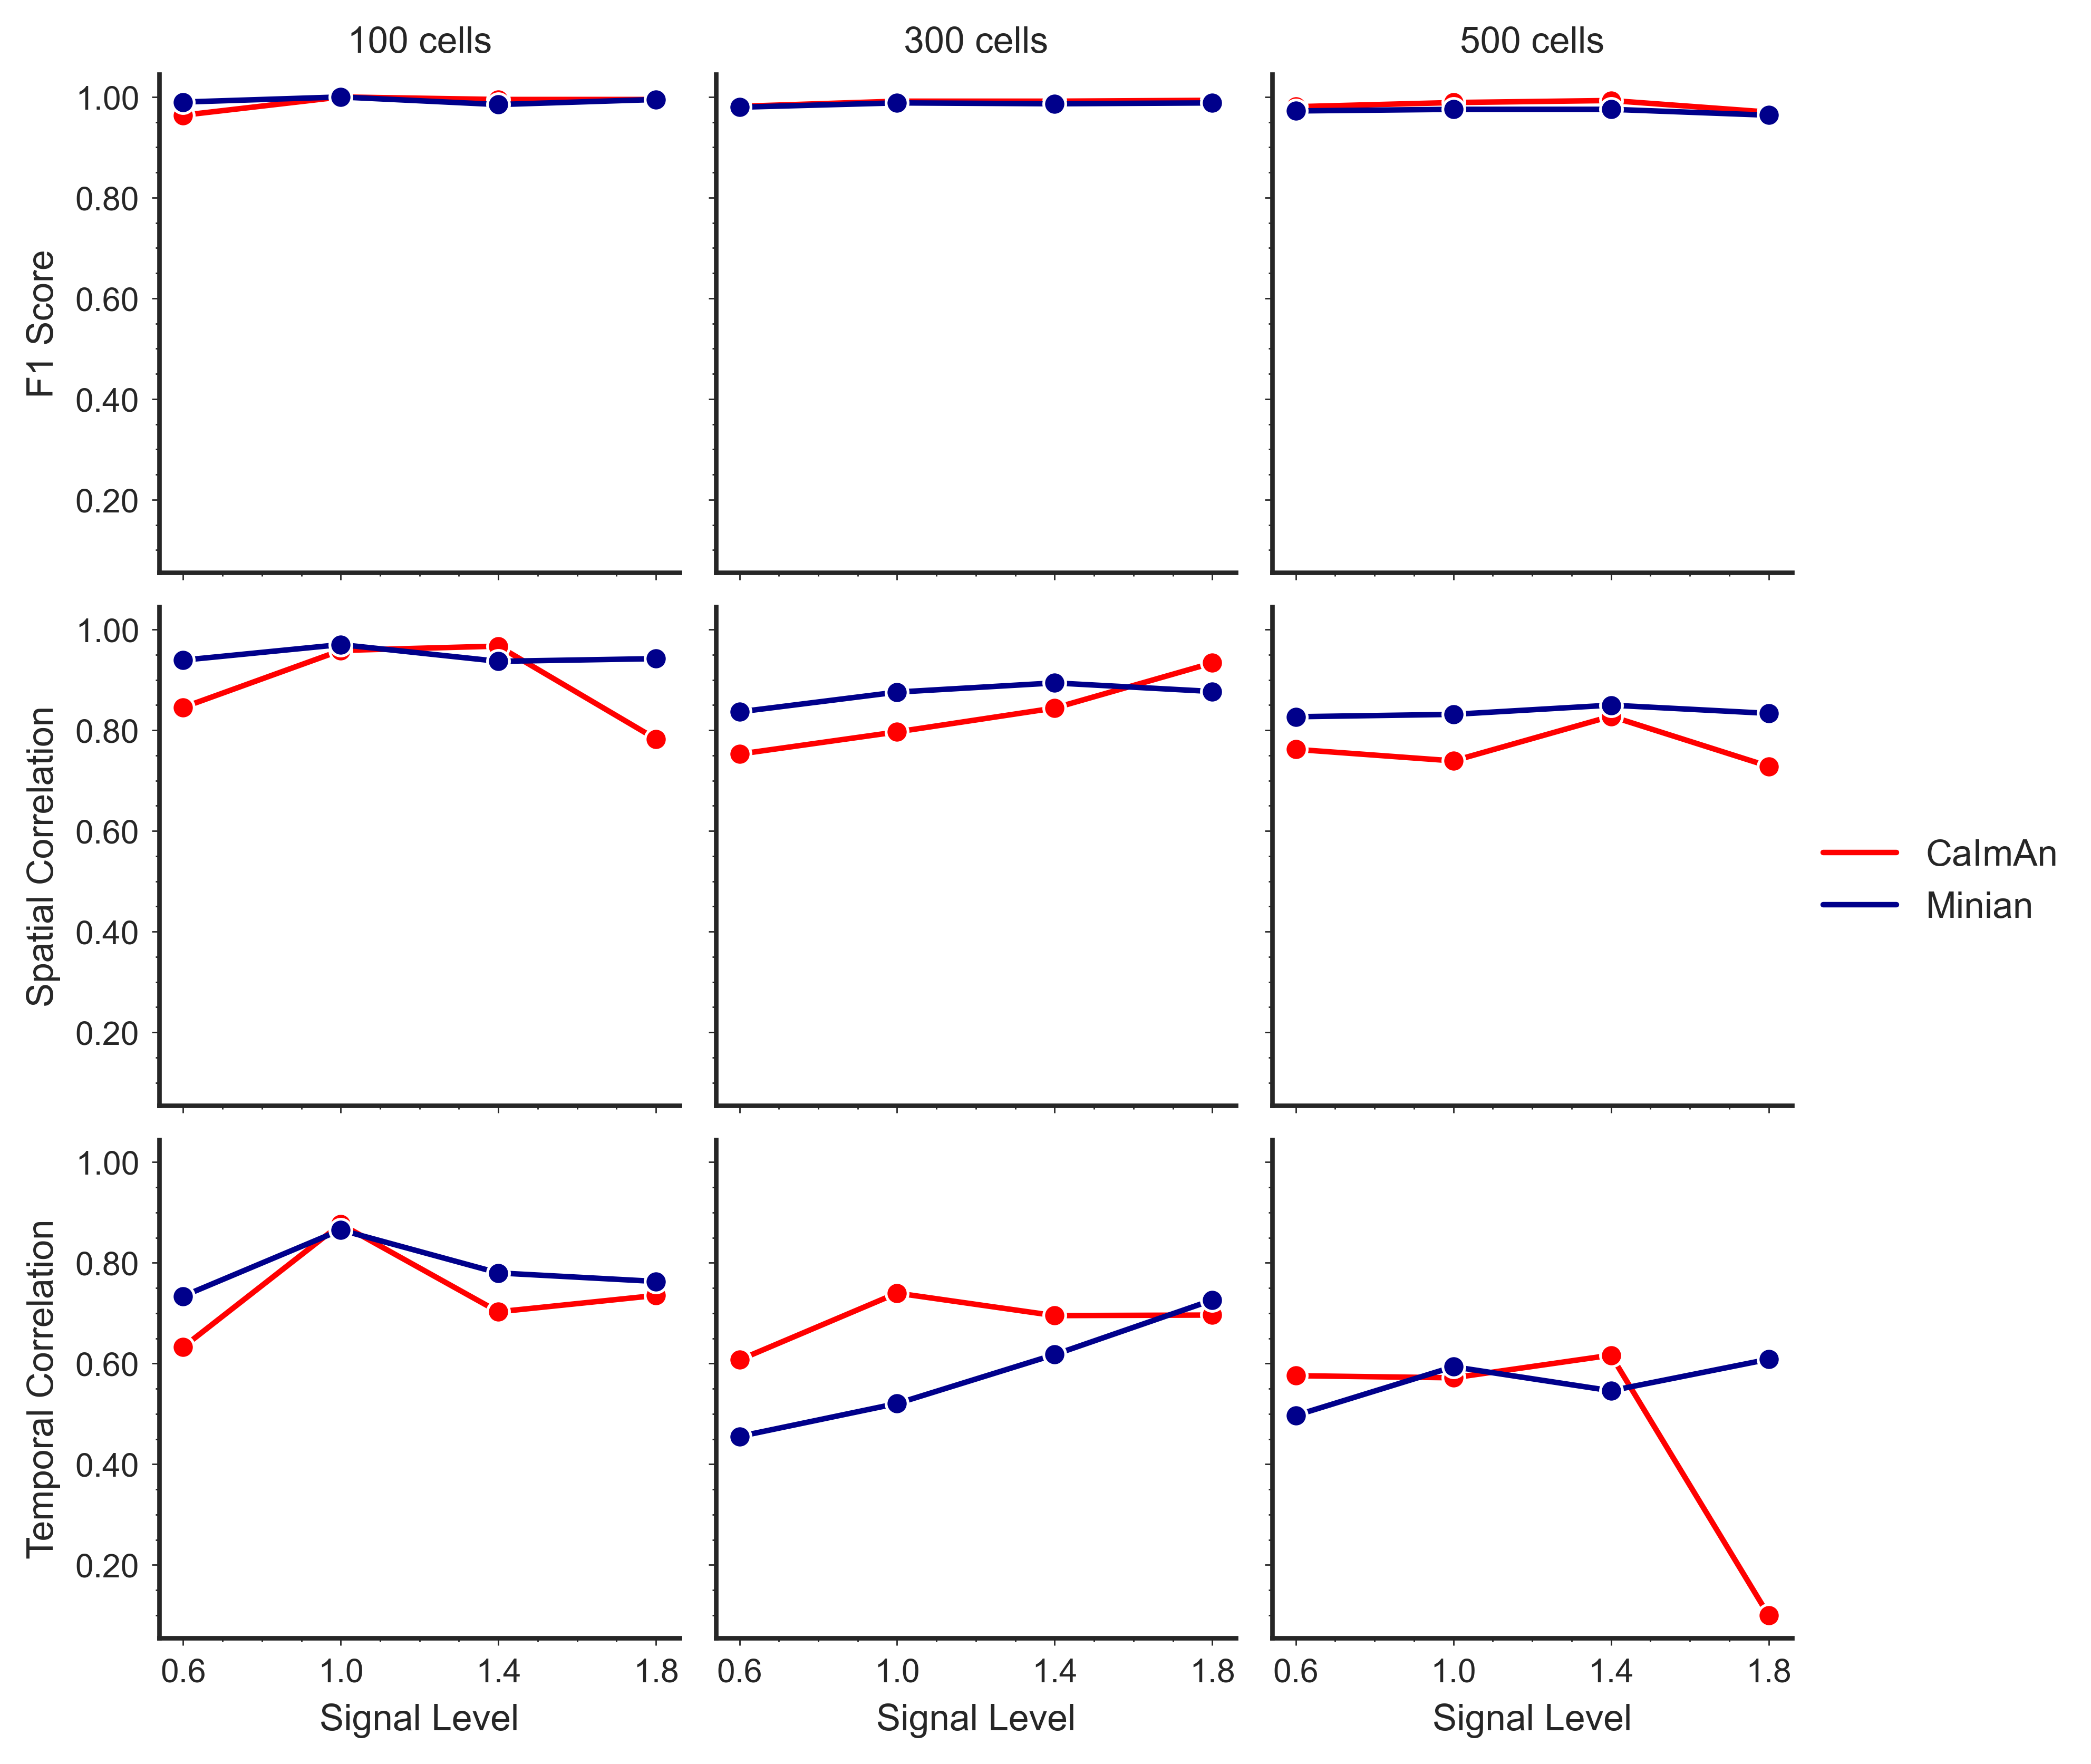 100 cells
300 cells
500 cells
F1 Score
1.00
0.80
0.60
0.40
0.20
Spatial Correlation
1.00
0.80
0.60
0.40
0.20
CaImAn
Minian
Temporal Correlation
1.00
0.80
0.60
0.40
0.20
0.6 1.0 1.4 1.8
0.6 1.0 1.4 1.8
0.6 1.0 1.4 1.8
Signal Level
Signal Level
Signal Level